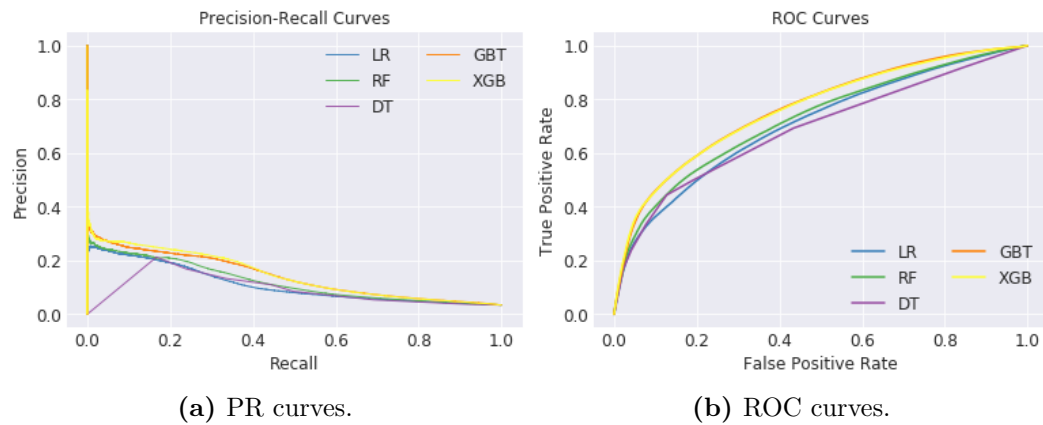 Precision-Recall Curves
Precision
1.0
0.8
0.6
0.4
0.2
0.0
LR
RF
DT
GBT
XGB
0.0 0.2 0.4 0.6 0.8 1.0
Recall
(a) PR curves.
ROC Curves
True Positive Rate
1.0
0.8
0.6
0.4
0.2
0.0
LR
RF
DT
GBT
XGB
0.0 0.2 0.4 0.6 0.8 1.0
False Positive Rate
(b) ROC curves.